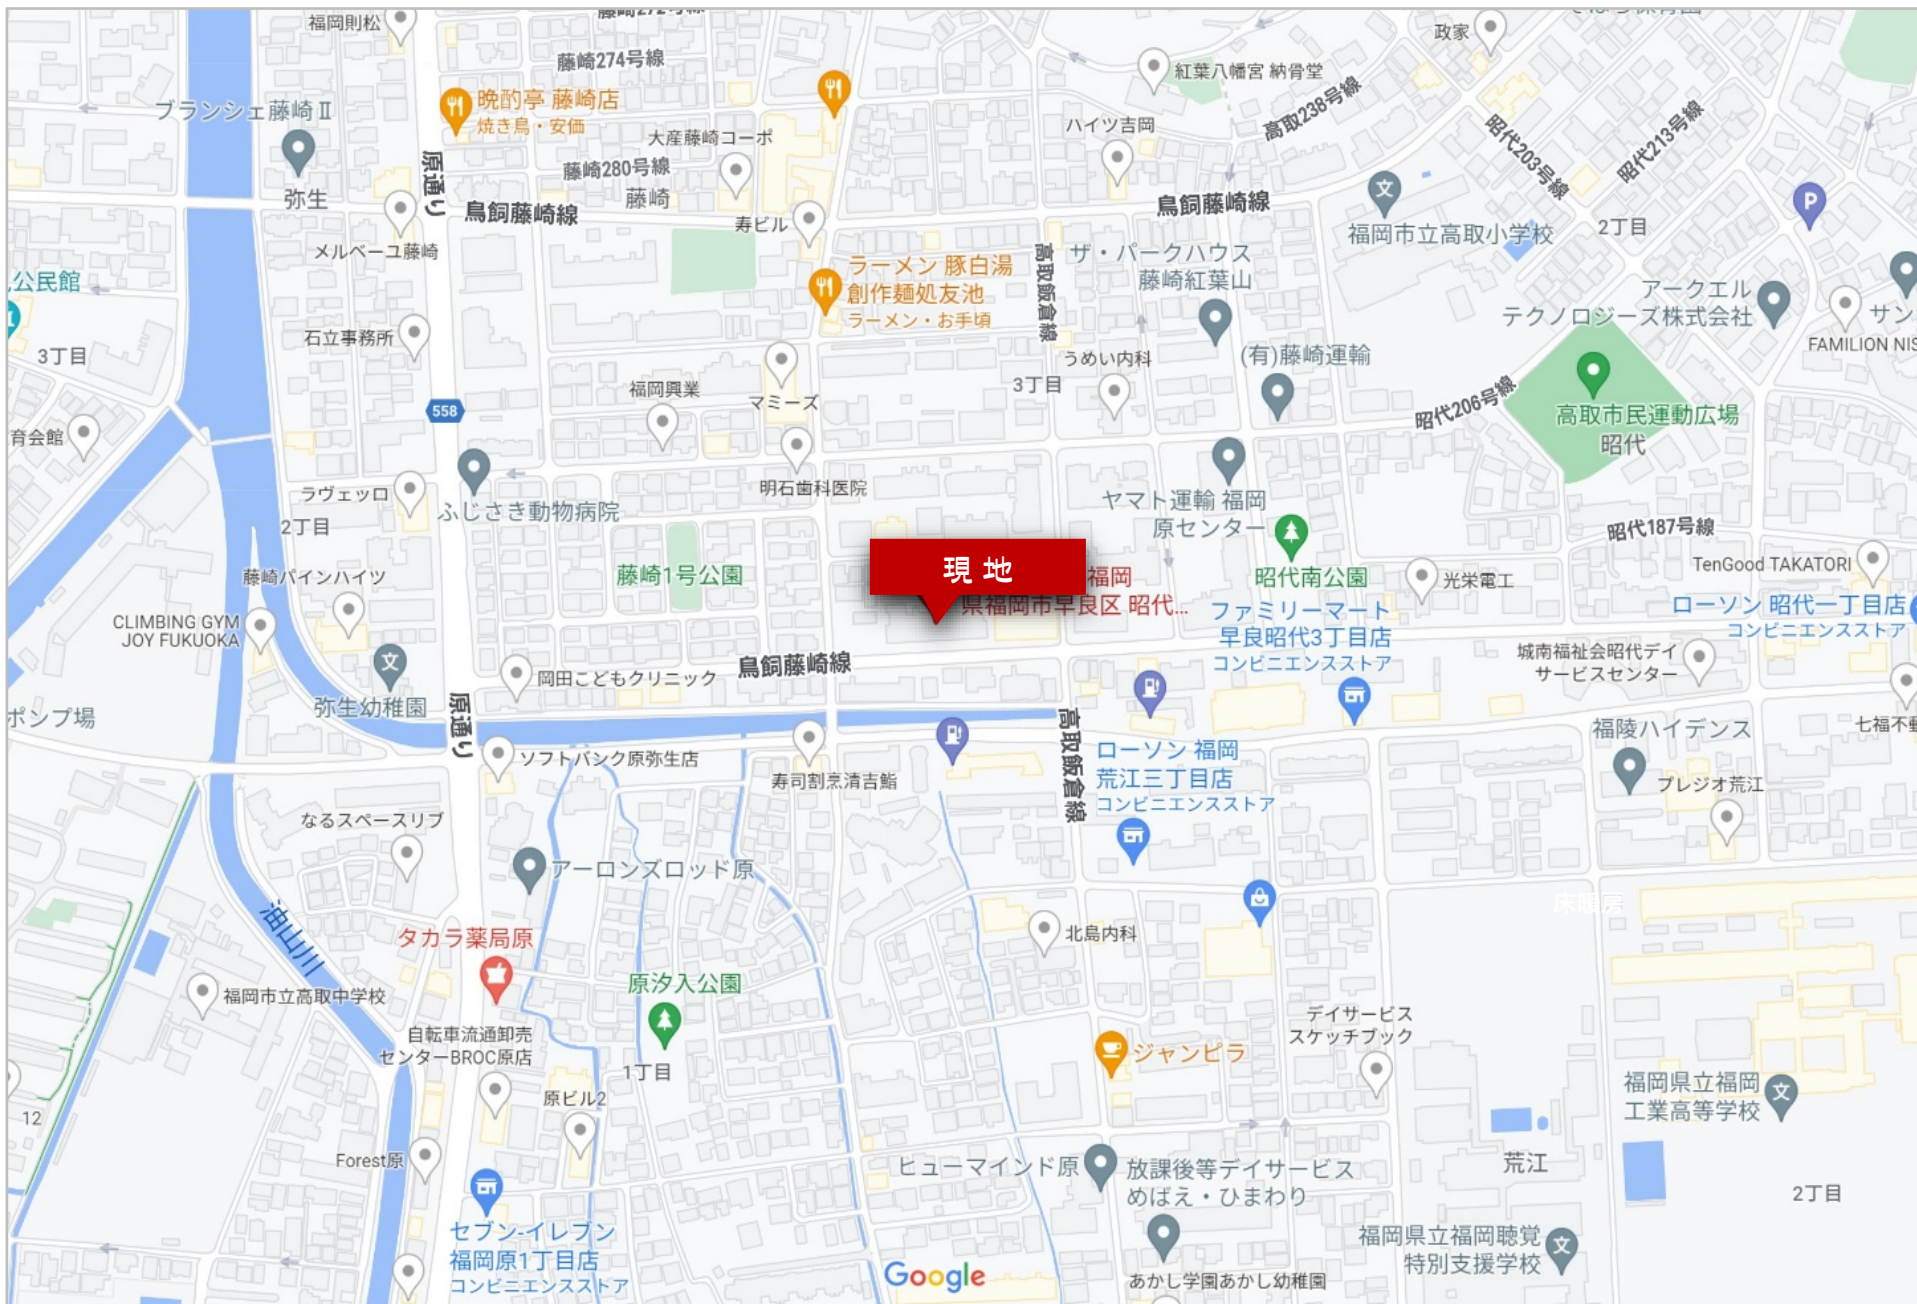 藤崎272号線
福岡則松
藤崎274号線
政家
紅葉八幡宮 納骨堂
晩酌亭 藤崎店
焼き鳥・安価
ブランシェ藤崎Ⅱ
大産藤崎コーポ
ハイツ吉岡
高取238号線
昭代203号線
昭代213号線
原通り
藤崎280号線
藤崎
弥生
鳥飼藤崎線
鳥飼藤崎線
文
福岡市立高取小学校
2丁目
P
寿ビル
メルベーユ藤崎
高取飯倉線
ザ・パークハウス
藤崎紅葉山
公民館
ラーメン 豚白湯
創作麺処友池
ラーメン・お手頃
アークエル
テクノロジーズ株式会社
サン
石立事務所
3丁目
FAMILION NIS
うめい内科
(有)藤崎運輸
3丁目
福岡興業
マミーズ
昭代206号線
558
高取市民運動広場
昭代
育会館
ラヴェッロ
明石歯科医院
ヤマト運輸 福岡
原センター
ふじさき動物病院
2丁目
昭代187号線
TenGood TAKATORI
現地
福岡
県福岡市早良区 昭代...
藤崎1号公園
藤崎パインハイツ
昭代南公園
光栄電工
ファミリーマート
早良昭代3丁目店
コンビニエンスストア
ローソン 昭代一丁目店
コンビニエンスストア
CLIMBING GYM
JOY FUKUOKA
文
弥生幼稚園
岡田こどもクリニック
鳥飼藤崎線
城南福祉会昭代デイ
サービスセンター
ポンプ場
原通り
高取飯倉線
福陵ハイデンス
七福不動
ソフトバンク原弥生店
寿司割烹清吉鮨
ローソン 福岡
荒江三丁目店
コンビニエンスストア
プレジオ荒江
なるスペースリブ
アーロンズロッド原
床暖房
油山川
タカラ薬局原
北島内科
福岡市立高取中学校
原汐入公園
自転車流通卸売
センターBROC原店
1丁目
デイサービス
スケッチブック
ジャンピラ
原ビル2
12
福岡県立福岡
工業高等学校
文
Forest原
ヒューマインド原
放課後等デイサービス
めばえ・ひまわり
荒江
2丁目
セブン-イレブン
福岡原1丁目店
コンビニエンスストア
福岡県立福岡聴覚
特別支援学校
文
Google
あかし学園あかし幼稚園